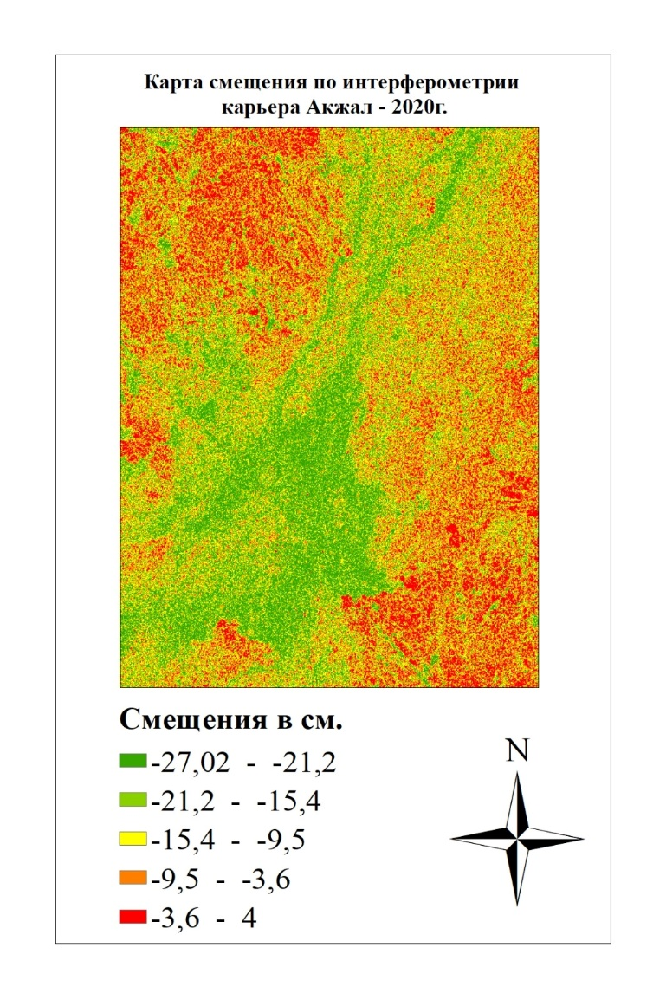 Карта смещения по интерферометрии
карьера Акжал - 2020г.
Смещения в см.
-27,02 - -21,2
-21,2 - -15,4
-15,4 - -9,5
-9,5 - -3,6
-3,6 - 4
N